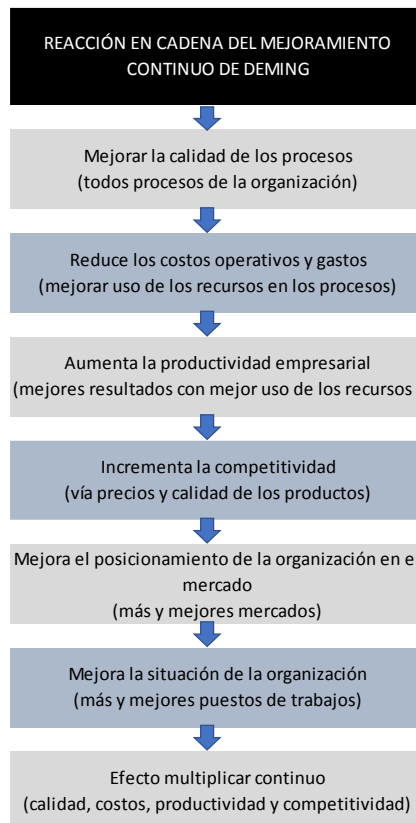 REACCIÓN EN CADENA DEL MEJORAMIENTO
CONTINUO DE DEMING
Mejorar la calidad de los procesos
(todos procesos de la organización)
Reduce los costos operativos y gastos
(mejorar uso de los recursos en los procesos)
Aumenta la productividad empresarial
(mejores resultados con mejor uso de los recursos
Incrementa la competitividad
(vía precios y calidad de los productos)
Mejora el posicionamiento de la organización en e
mercado
(más y mejores mercados)
Mejora la situación de la organización
(más y mejores puestos de trabajos)
Efecto multiplicar continuo
(calidad, costos, productividad y competitividad)